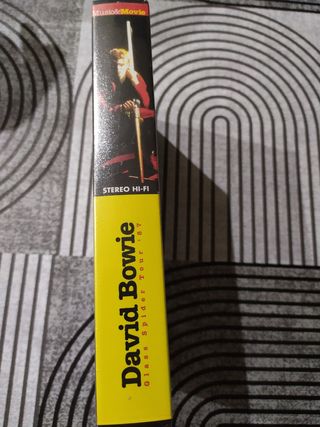 Music&Movie
STEREO HI-FI
David Bowie
Glass Spider Tour '87